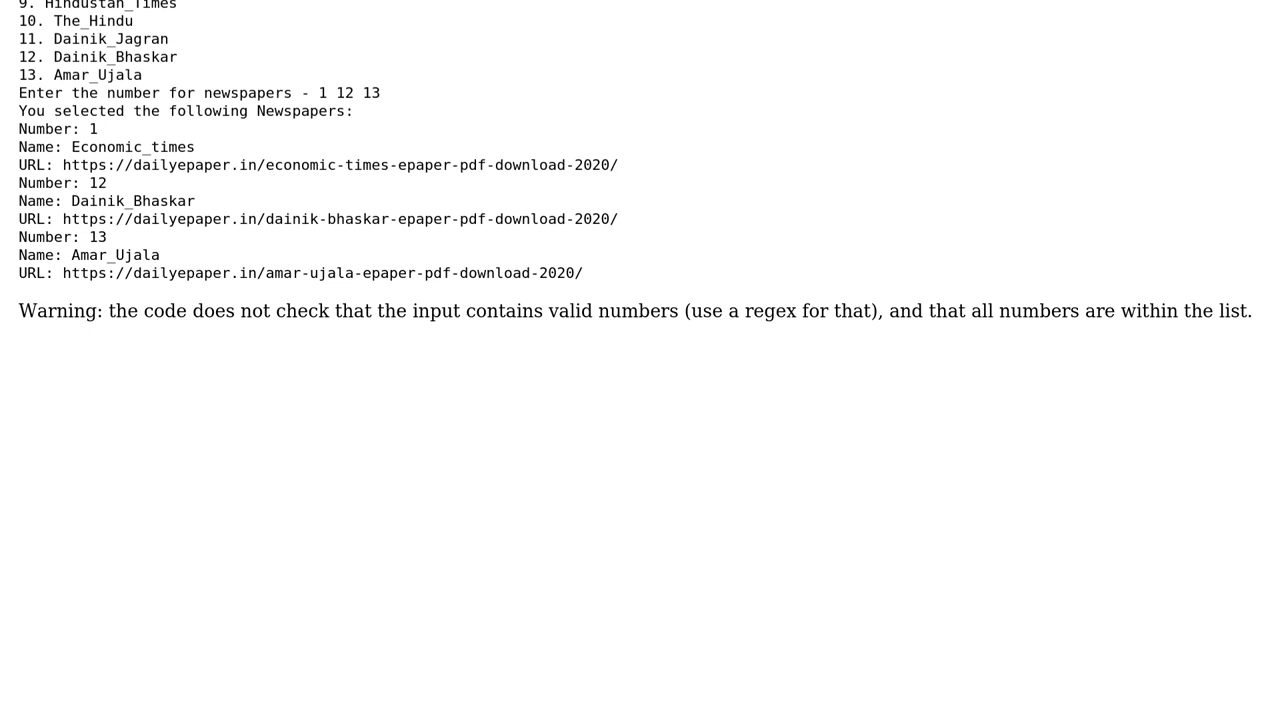 9. Hindustan_Times
10. The_Hindu
11. Dainik_Jagran
12. Dainik_Bhaskar
13. Amar_Ujala
Enter the number for newspapers - 1 12 13
You selected the following Newspapers:
Number: 1
Name: Economic_times
URL: https://dailyepaper.in/economic-times-epaper-pdf-download-2020/
Number: 12
Name: Dainik_Bhaskar
URL: https://dailyepaper.in/dainik-bhaskar-epaper-pdf-download-2020/
Number: 13
Name: Amar_Ujala
URL: https://dailyepaper.in/amar-ujala-epaper-pdf-download-2020/
Warning: the code does not check that the input contains valid numbers (use a regex for that), and that all numbers are within the list.